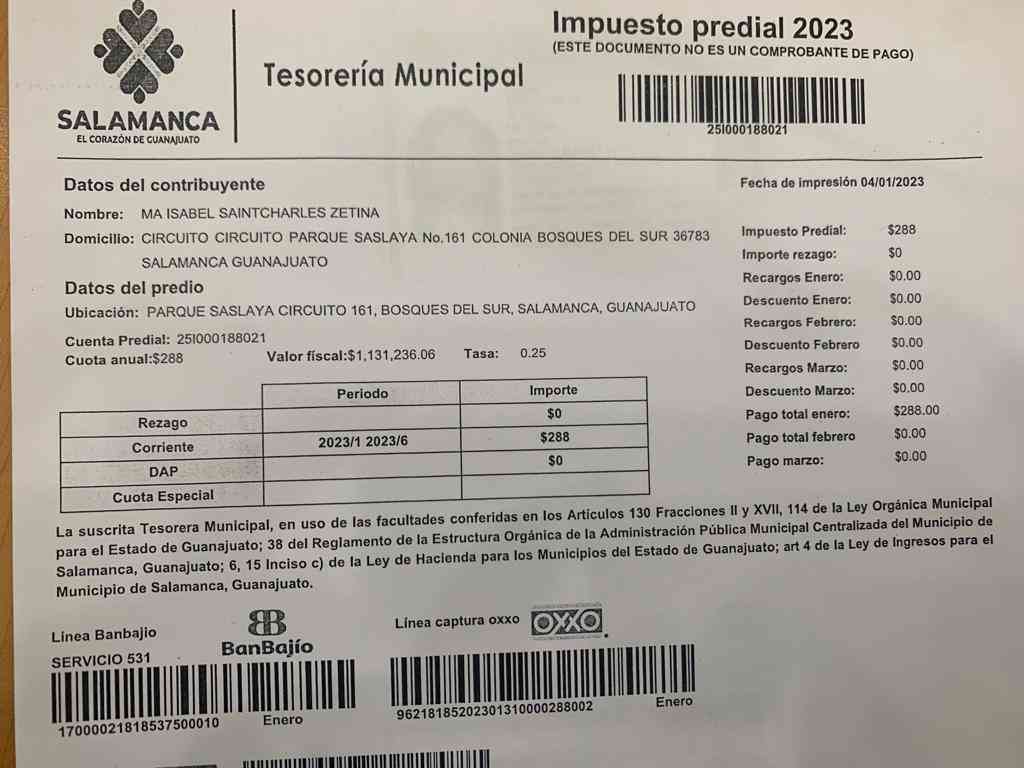 SALAMANCA
EL CORAZÓN DE GUANAJUATO
Tesorería Municipal
Impuesto predial 2023
(ESTE DOCUMENTO NO ES UN COMPROBANTE DE PAGO)
25I000188021
Datos del contribuyente
Nombre: MA ISABEL SAINTCHARLES ZETINA
Domicilio: CIRCUITO CIRCUITO PARQUE SASLAYA No.161 COLONIA BOSQUES DEL SUR 36783
SALAMANCA GUANAJUATO
Datos del predio
Ubicación: PARQUE SASLAYA CIRCUITO 161, BOSQUES DEL SUR, SALAMANCA, GUANAJUATO
Cuenta Predial: 25I000188021
Cuota anual:$288 Valor físcal:$1,131,236.06 Tasa: 0.25
Fecha de impresión 04/01/2023
Impuesto Predial: $288
Importe rezago: $0
Recargos Enero: $0.00
Descuento Enero: $0.00
Recargos Febrero: $0.00
Descuento Febrero $0.00
Recargos Marzo: $0.00
Descuento Marzo: $0.00
Pago total enero: $288.00
Pago total febrero $0.00
Pago marzo: $0.00
Periodo Importe
Rezago $0
Corriente 2023/1 2023/6 $288
DAP $0
Cuota Especial
La suscrita Tesorera Municipal, en uso de las facultades conferidas en los Artículos 130 Fracciones II y XVII, 114 de la Ley Orgánica Municipal
para el Estado de Guanajuato; 38 del Reglamento de la Estructura Orgánica de la Administración Pública Municipal Centralizada del Municipio de
Salamanca, Guanajuato; 6, 15 Inciso c) de la Ley de Hacienda para los Municipios del Estado de Guanajuato; art 4 de la Ley de Ingresos para el
Municipio de Salamanca, Guanajuato.
Línea Banbajio
SERVICIO 531
BanBajío
17000021818537500010 Enero
Línea captura oxxo
OXXO
96218185202301310000288002 Enero